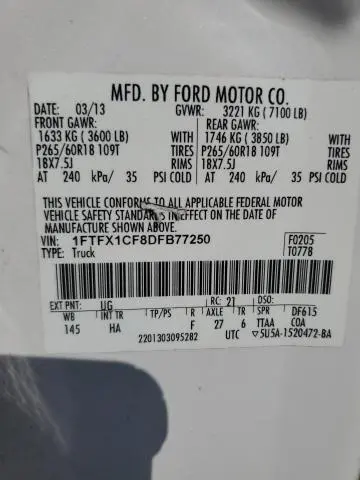 MFD. BY FORD MOTOR CO.
DATE: 03/13 GVWR: 3221 KG (7100 LB)
FRONT GAWR: REAR GAWR:
1633 KG (3600 LB) WITH 1746 KG (3850 LB) WITH
P265/60R18 109T TIRES P265/60R18 109T TIRES
18X7.5J RIMS 18X7.5J RIMS
AT 240 kPa/ 35 PSI COLD AT 240 kPa/ 35 PSI COLD
THIS VEHICLE CONFORMS TO ALL APPLICABLE FEDERAL MOTOR
VEHICLE SAFETY STANDARDS IN EFFECT ON THE DATE OF
MANUFACTURE SHOWN ABOVE.
VIN: 1FTFX1CF8DFB77250 F0205
TYPE: Truck T0778
EXT PNT: UG RC: 21 DSO:
WB INT TR TP/PS R AXLE TR SPR DF615
145 HA F 27 6 TTAA COA
2201303095282 UTC ▽5U5A-1520472-BA